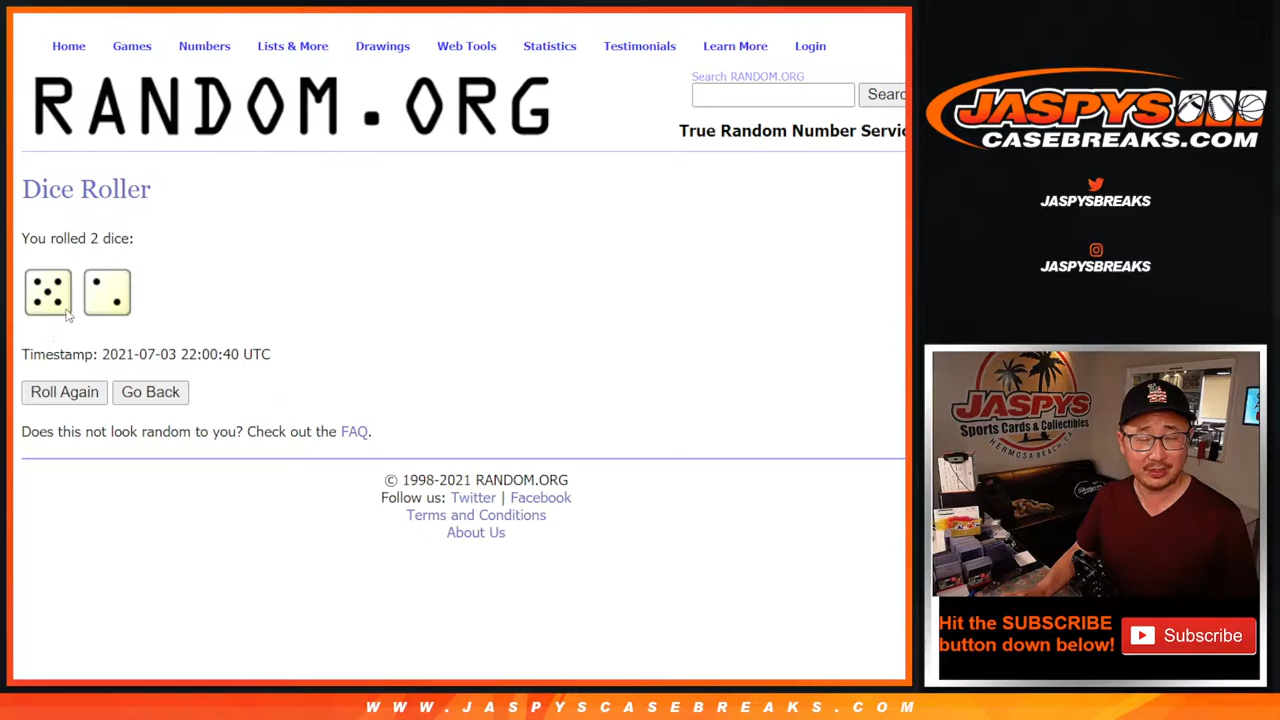 Home Games Numbers Lists & More Drawings Web Tools Statistics Testimonials Learn More Login
RANDOM.ORG
Search RANDOM.ORG
Searc
True Random Number Servic
Dice Roller
You rolled 2 dice:
Timestamp: 2021-07-03 22:00:40 UTC
Roll Again Go Back
Does this not look random to you? Check out the FAQ.
© 1998-2021 RANDOM.ORG
Follow us: Twitter | Facebook
Terms and Conditions
About Us
JASPYS
CASEBREAKS.COM
JASPYSBREAKS
JASPYSBREAKS
JASPYS
Sports Cards & Collectibles
HERMOSA BEACH, CA
LA
Dodgers
Hit the SUBSCRIBE
button down below!
Subscribe
WWW.JASPYSCASEBREAKS.COM